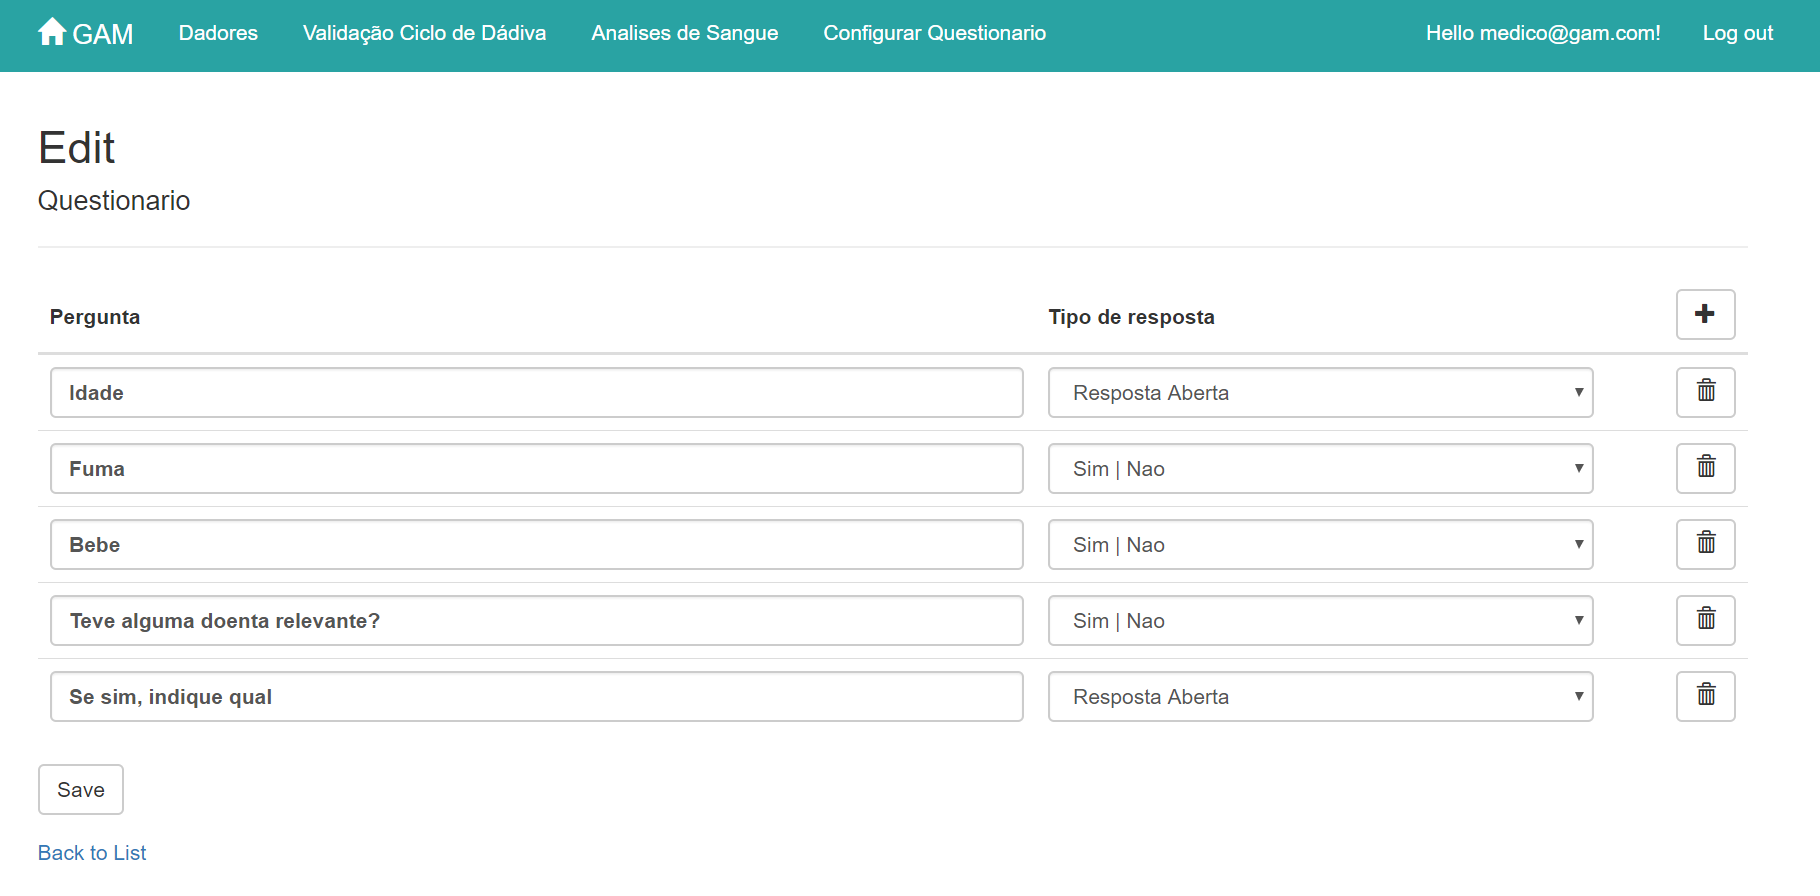 GAM Dadores Validação Ciclo de Dádiva Analises de Sangue Configurar Questionario Hello medico@gam.com! Log out
Edit
Questionario
Pergunta Tipo de resposta
Idade Resposta Aberta
Fuma Sim | Nao
Bebe Sim | Nao
Teve alguma doenta relevante? Sim | Nao
Se sim, indique qual Resposta Aberta
Save
Back to List